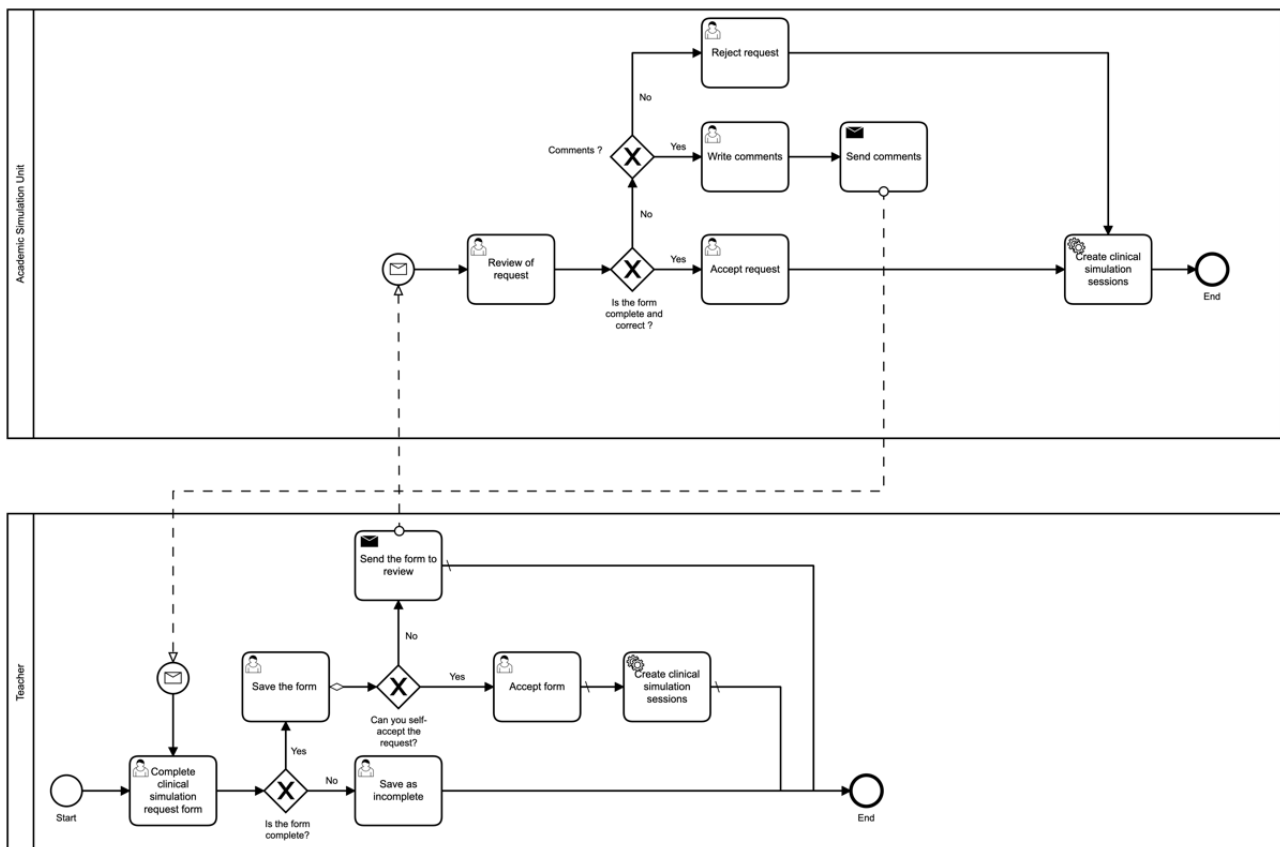 Academic Simulation Unit
Reject request
No
Comments ?
Yes
Write comments
Send comments
No
Review of
request
Yes
Accept request
Create clinical
simulation
sessions
Is the form
complete and
correct ?
End
Teacher
Send the form to
review
No
Save the form
Yes
Accept form
Create clinical
simulation
sessions
Can you self-
accept the
request?
Yes
Complete
clinical
simulation
request form
No
Save as
incomplete
Start
Is the form
complete?
End